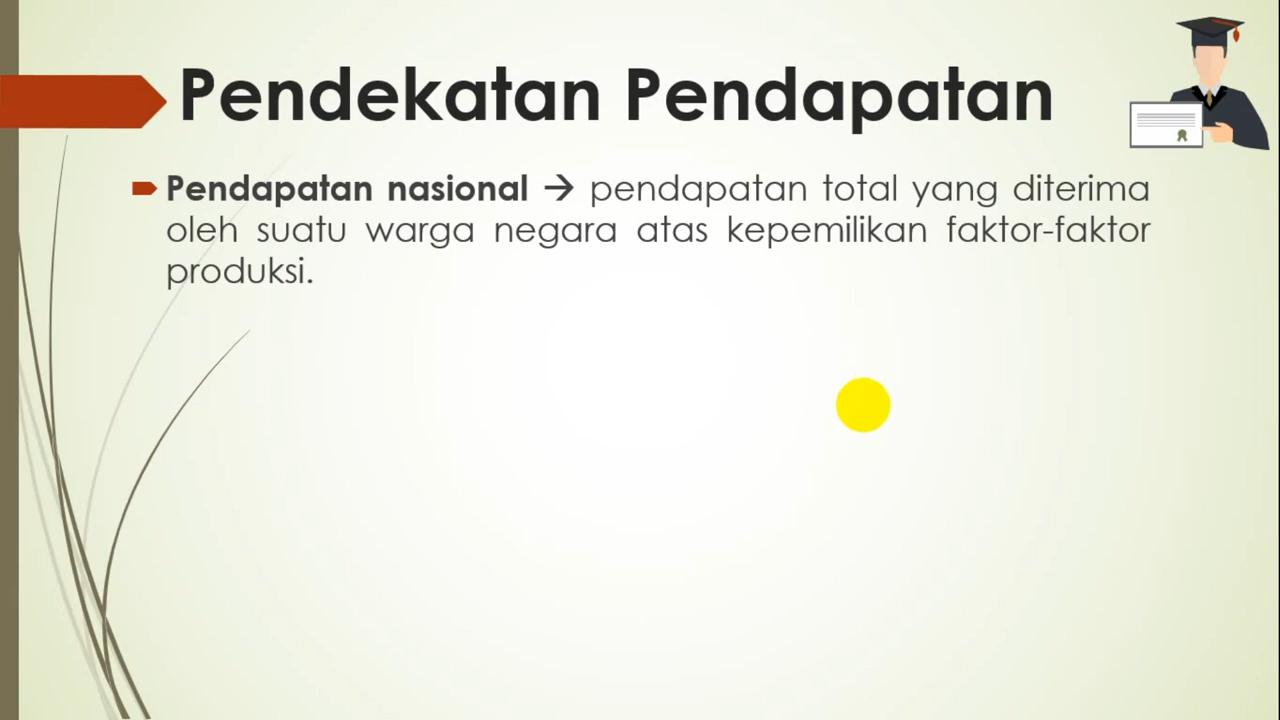 Pendekatan Pendapatan
Pendapatan nasional → pendapatan total yang diterima
oleh suatu warga negara atas kepemilikan faktor-faktor
produksi.